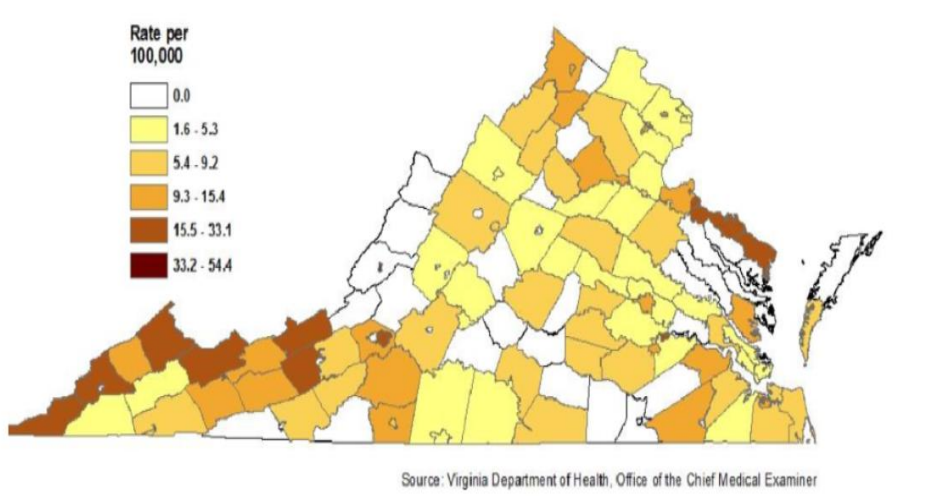 Rate per
100,000
0.0
1.6 - 5.3
5.4 - 9.2
9.3 - 15.4
15.5 - 33.1
33.2 - 54.4
Source: Virginia Department of Health, Office of the Chief Medical Examiner